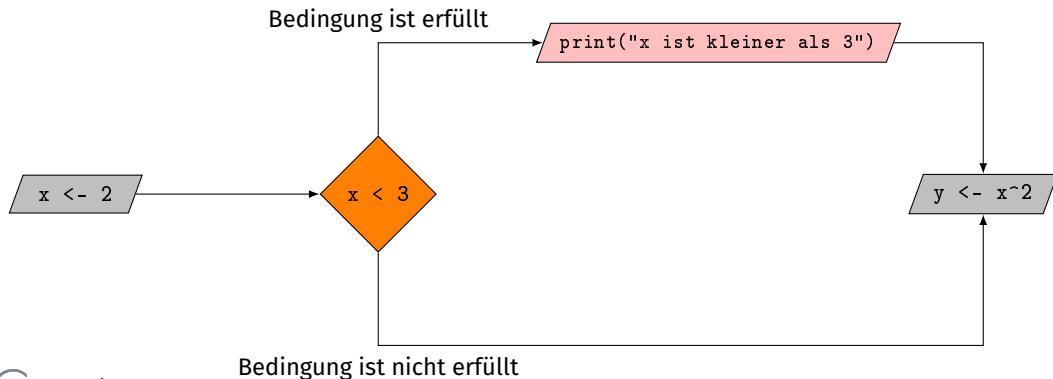 Bedingung ist erfüllt
print("x ist kleiner als 3")
x <- 2
x < 3
y <- x^2
Bedingung ist nicht erfüllt